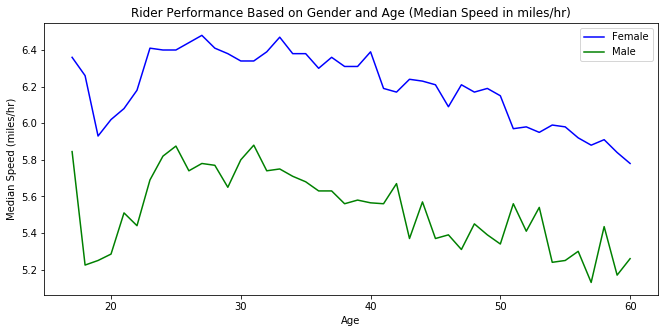 Rider Performance Based on Gender and Age (Median Speed in miles/hr)
Female
Male
Median Speed (miles/hr)
6.4
6.2
6.0
5.8
5.6
5.4
5.2
20
30
40
50
60
Age